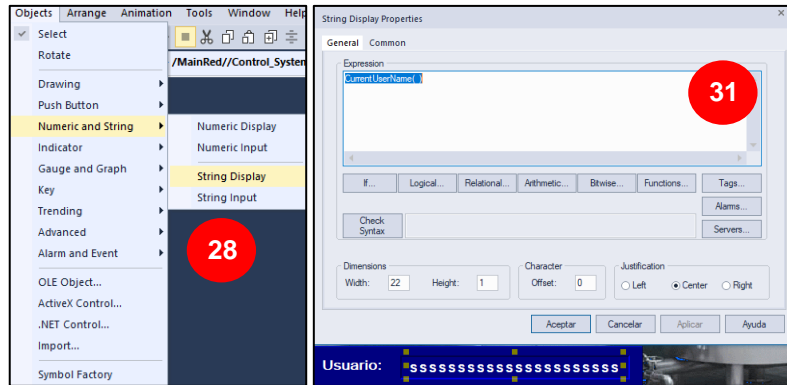 Objects Arrange Animation Tools Window Help
Select
Rotate
/MainRed//Control_System
Drawing
Push Button
Numeric and String
Numeric Display
Numeric Input
Indicator
Gauge and Graph
String Display
Key
String Input
Trending
Advanced
Alarm and Event
28
OLE Object...
ActiveX Control...
.NET Control...
Import...
Symbol Factory
String Display Properties
General Common
Expression
CurrentUserName( )
31
If... Logical... Relational... Arithmetic... Bitwise... Functions... Tags...
Alarms...
Check Syntax
Servers...
Dimensions
Width: 22 Height: 1
Character
Offset: 0
Justification
Left Center Right
Aceptar Cancelar Aplicar Ayuda
Usuario: ssssssssssssssssssssss